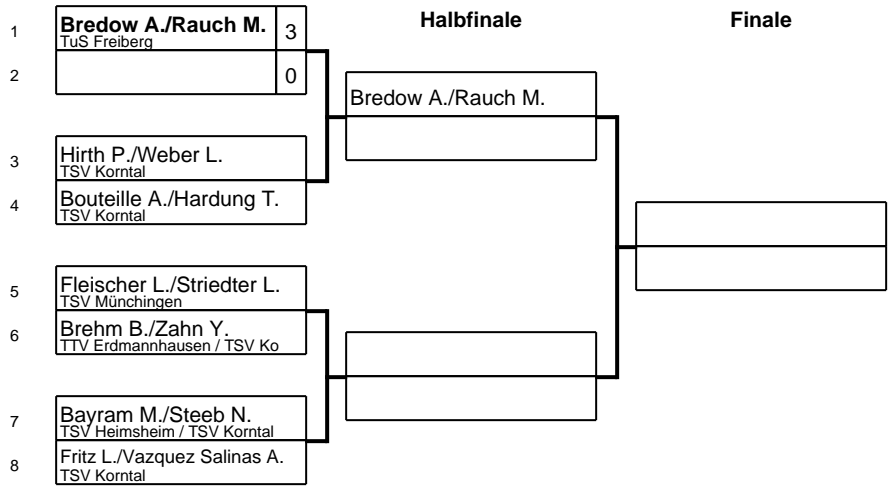 Halbfinale
Finale
1
Bredow A./Rauch M. 3
TuS Freiberg
2
0
Bredow A./Rauch M.
3
Hirth P./Weber L.
TSV Korntal
4
Bouteille A./Hardung T.
TSV Korntal
5
Fleischer L./Striedter L.
TSV Münchingen
6
Brehm B./Zahn Y.
TTV Erdmannhausen / TSV Ko
7
Bayram M./Steeb N.
TSV Heimsheim / TSV Korntal
8
Fritz L./Vazquez Salinas A.
TSV Korntal